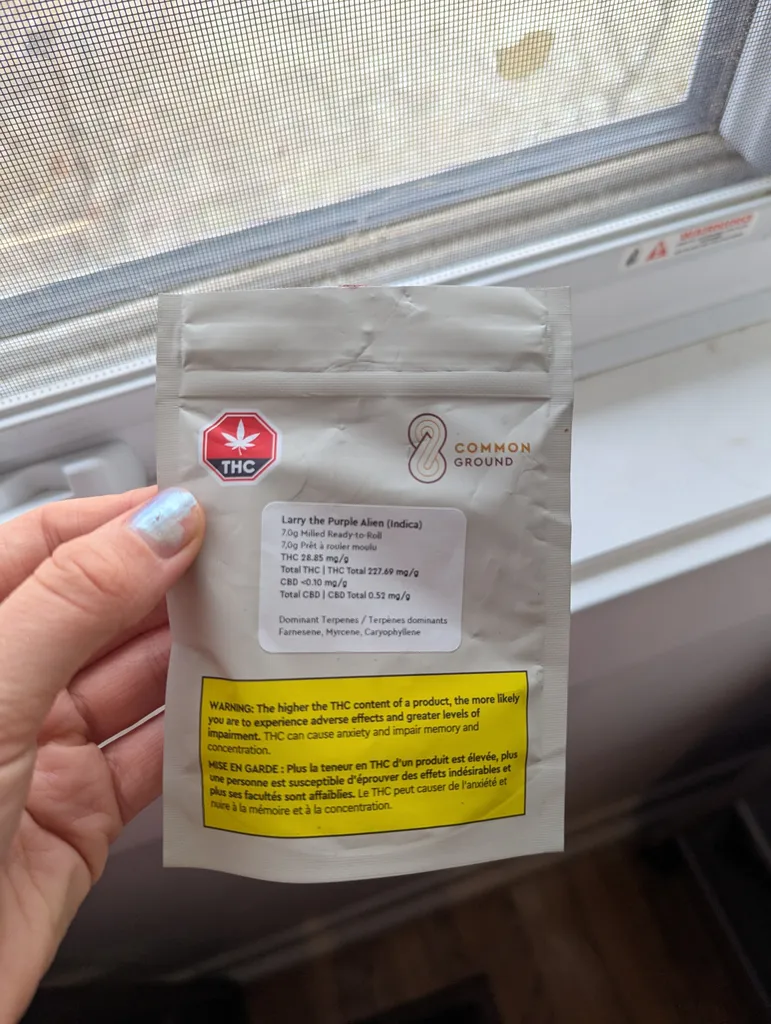 WARNING
THC
COMMON
GROUND
Larry the Purple Alien (Indica)
7.0g Milled Ready-to-Roll
7,0g Prêt à rouler moulu
THC 28.85 mg/g
Total THC | THC Total 227.69 mg/g
CBD <0.10 mg/g
Total CBD | CBD Total 0.52 mg/g
Dominant Terpenes / Terpènes dominants
Farnesene, Myrcene, Caryophyllene
WARNING: The higher the THC content of a product, the more likely
you are to experience adverse effects and greater levels of
impairment. THC can cause anxiety and impair memory and
concentration.
MISE EN GARDE : Plus la teneur en THC d'un produit est élevée, plus
une personne est susceptible d'éprouver des effets indésirables et
plus ses facultés sont affaiblies. Le THC peut causer de l'anxiété et
nuire à la mémoire et à la concentration.